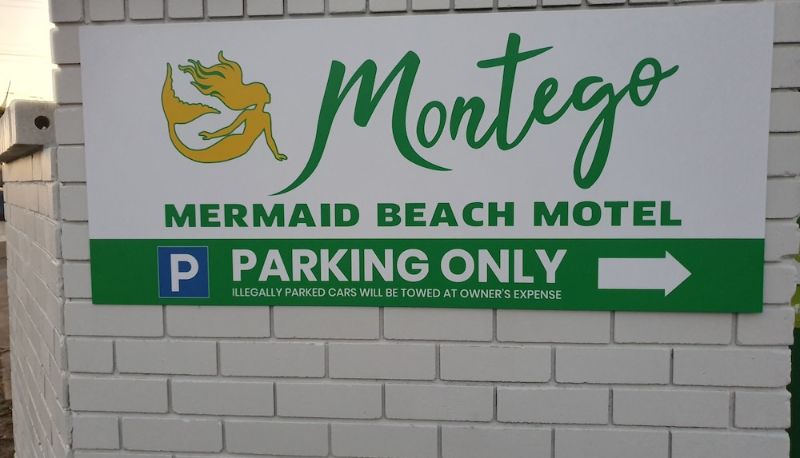 Montego
MERMAID BEACH MOTEL
P PARKING ONLY
ILLEGALLY PARKED CARS WILL BE TOWED AT OWNER'S EXPENSE